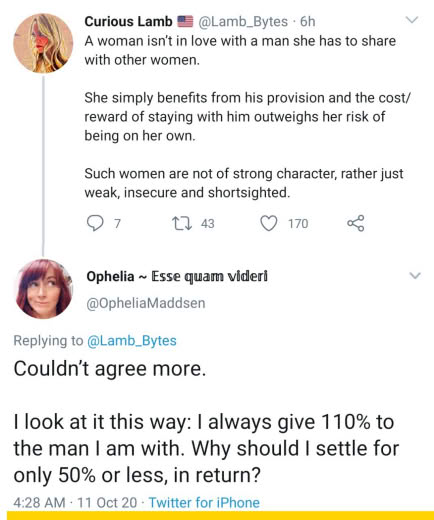 Curious Lamb 🇺🇸 @Lamb_Bytes · 6h
A woman isn't in love with a man she has to share
with other women.
She simply benefits from his provision and the cost/
reward of staying with him outweighs her risk of
being on her own.
Such women are not of strong character, rather just
weak, insecure and shortsighted.
7 43 170
Ophelia ~ 𝔼𝕤𝕤𝕖 𝕢𝕦𝕒𝕞 𝕧𝕚𝕕𝕖𝕣𝕚
@OpheliaMaddsen
Replying to @Lamb_Bytes
Couldn't agree more.
I look at it this way: I always give 110% to
the man I am with. Why should I settle for
only 50% or less, in return?
4:28 AM · 11 Oct 20 · Twitter for iPhone